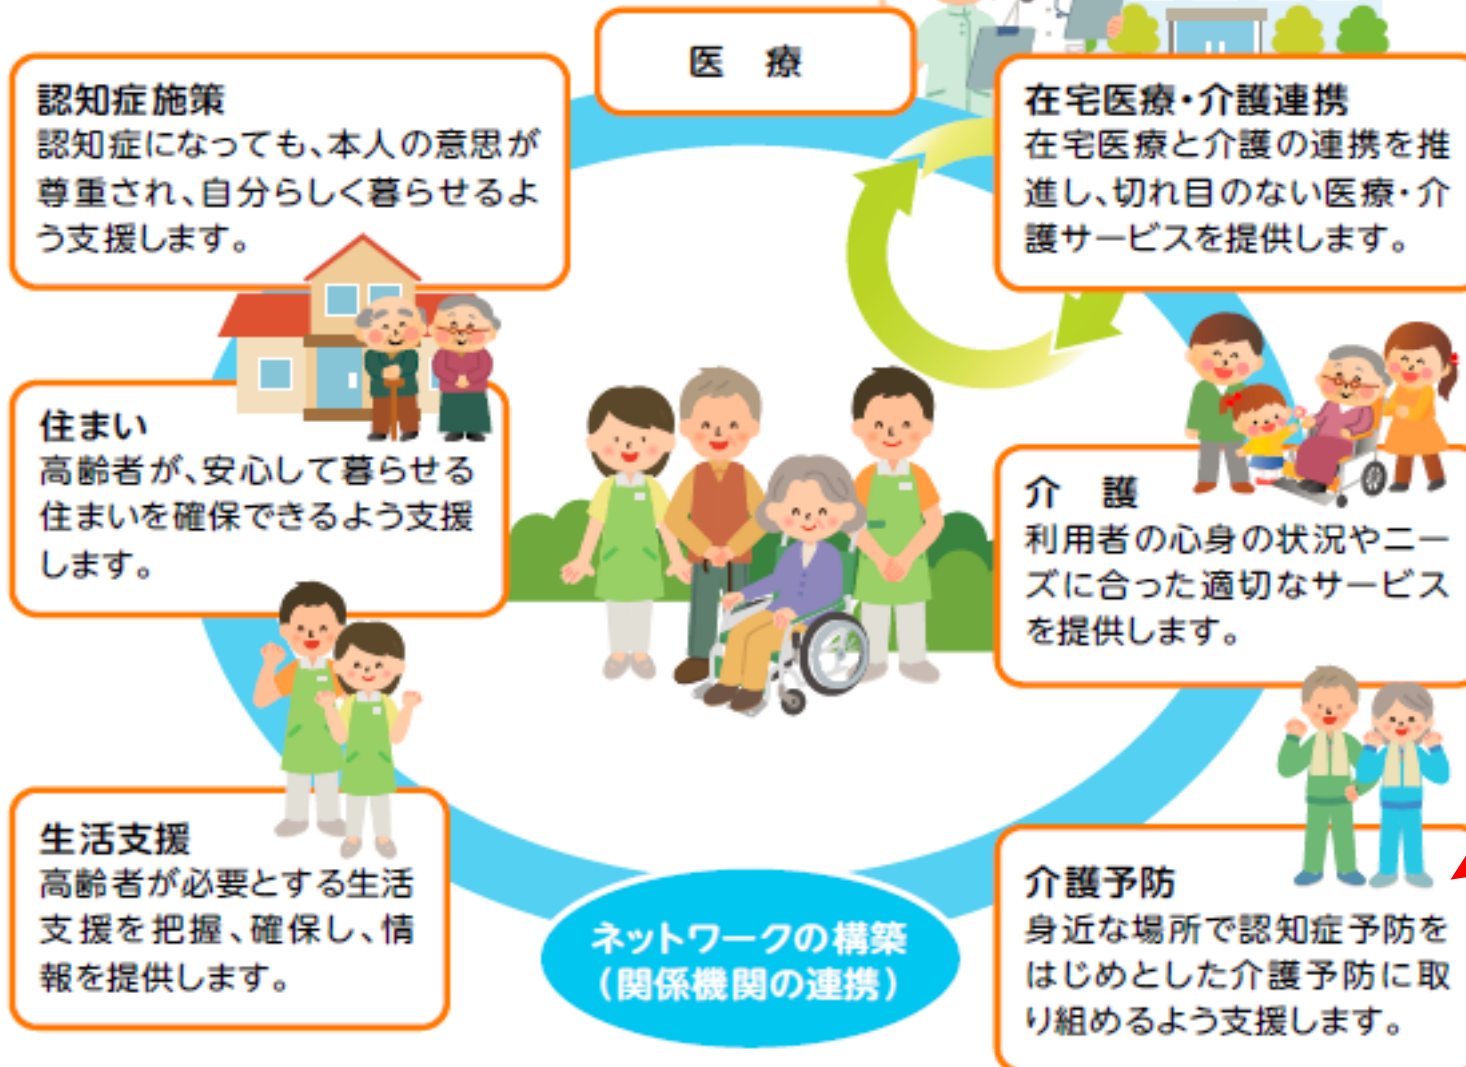 医　療
認知症施策
認知症になっても、本人の意思が
尊重され、自分らしく暮らせるよ
う支援します。
在宅医療・介護連携
在宅医療と介護の連携を推
進し、切れ目のない医療・介
護サービスを提供します。
住まい
高齢者が、安心して暮らせる
住まいを確保できるよう支援
します。
介　護
利用者の心身の状況やニー
ズに合った適切なサービス
を提供します。
生活支援
高齢者が必要とする生活
支援を把握、確保し、情
報を提供します。
ネットワークの構築
（関係機関の連携）
介護予防
身近な場所で認知症予防を
はじめとした介護予防に取
り組めるよう支援します。